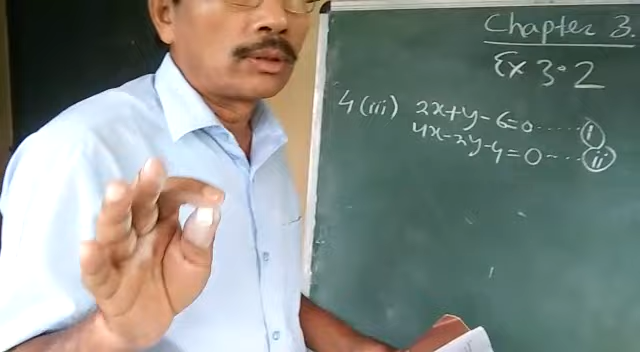 Chapter 3.
Ex 3.2
4(iii) 2x+y-6=0.....(i)
4x-2y-4=0....(ii)